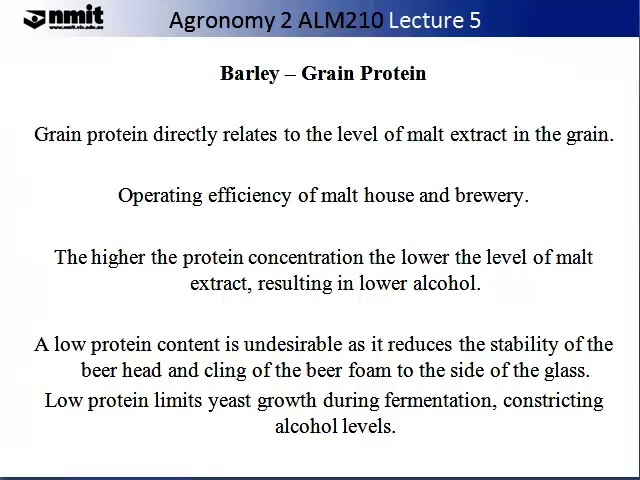 nmit
www.nmit.vic.edu.au
Agronomy 2 ALM210 Lecture 5
Barley – Grain Protein
Grain protein directly relates to the level of malt extract in the grain.
Operating efficiency of malt house and brewery.
The higher the protein concentration the lower the level of malt
extract, resulting in lower alcohol.
A low protein content is undesirable as it reduces the stability of the
beer head and cling of the beer foam to the side of the glass.
Low protein limits yeast growth during fermentation, constricting
alcohol levels.